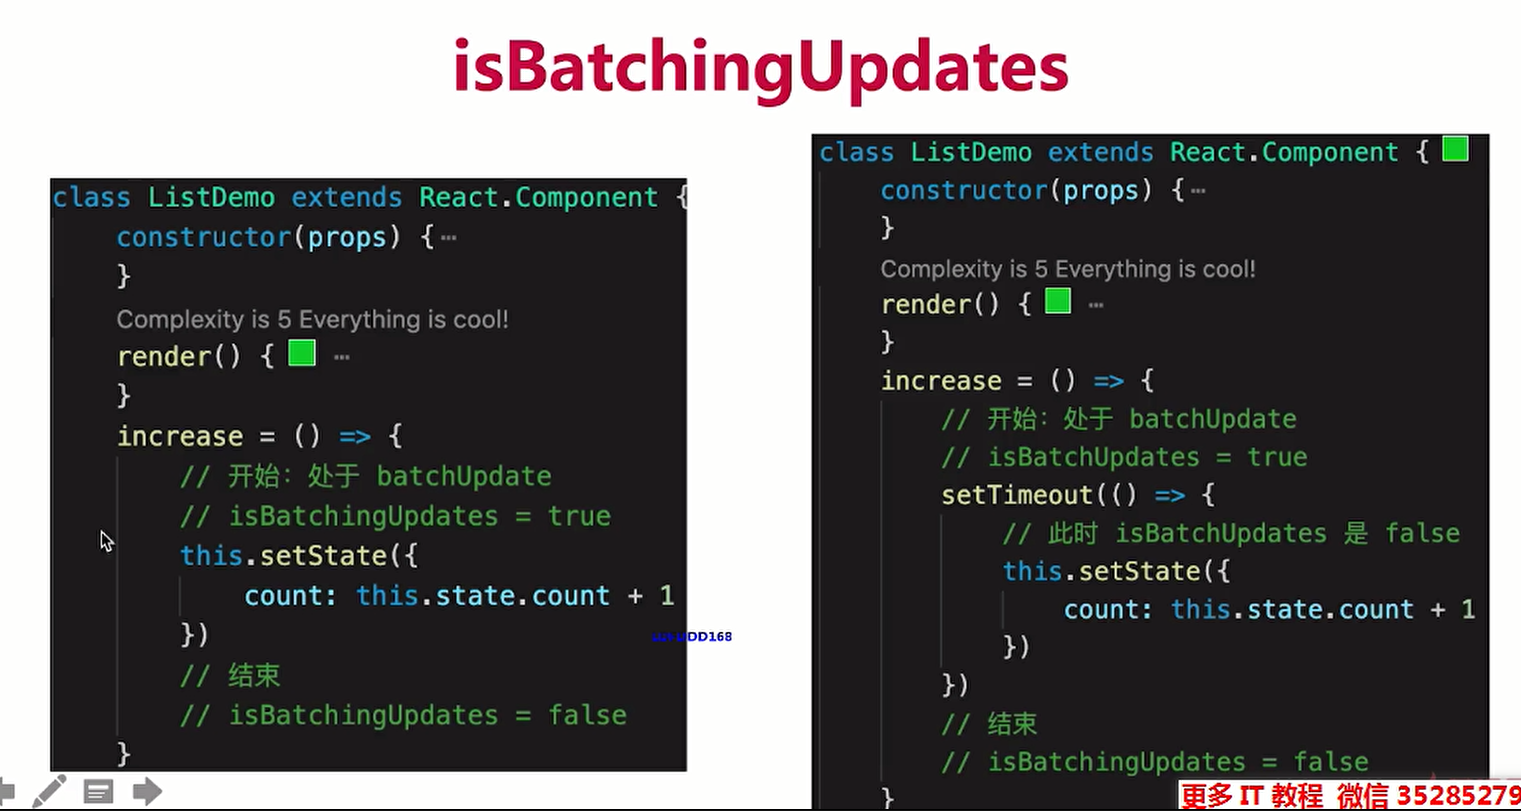 isBatchingUpdates
class ListDemo extends React.Component {
constructor(props) {…
}
Complexity is 5 Everything is cool!
render() { …
}
increase = () => {
// 开始：处于 batchUpdate
// isBatchingUpdates = true
this.setState({
count: this.state.count + 1
})
// 结束
// isBatchingUpdates = false
}
class ListDemo extends React.Component {
constructor(props) {…
}
Complexity is 5 Everything is cool!
render() { …
}
increase = () => {
// 开始：处于 batchUpdate
// isBatchUpdates = true
setTimeout(() => {
// 此时 isBatchUpdates 是 false
this.setState({
count: this.state.count + 1
})
})
// 结束
// isBatchingUpdates = false
}
更多 IT 教程 微信 35285279